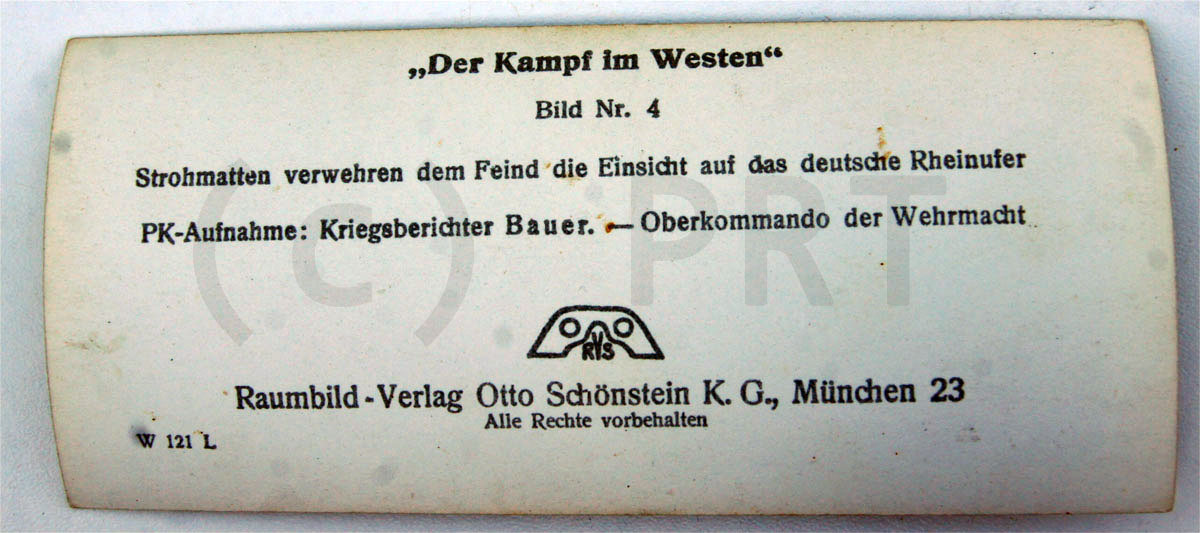 „Der Kampf im Westen“
Bild Nr. 4
Strohmatten verwehren dem Feind die Einsicht auf das deutsche Rheinufer
PK-Aufnahme: Kriegsberichter Bauer. — Oberkommando der Wehrmacht
(c) PRT
RVS
Raumbild-Verlag Otto Schönstein K. G., München 23
Alle Rechte vorbehalten
W 121 L